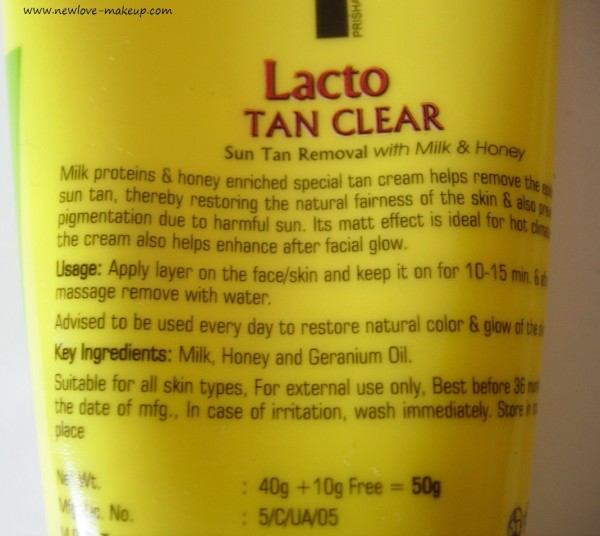 www.newlove-makeup.com
PRISHA
Lacto
TAN CLEAR
Sun Tan Removal with Milk & Honey
Milk proteins & honey enriched special tan cream helps remove the
sun tan, thereby restoring the natural fairness of the skin & also
pigmentation due to harmful sun. Its matt effect is ideal for hot
the cream also helps enhance after facial glow.
Usage: Apply layer on the face/skin and keep it on for 10-15 min. &
massage remove with water.
Advised to be used every day to restore natural color & glow of the
Key Ingredients: Milk, Honey and Geranium Oil.
Suitable for all skin types, For external use only, Best before 36
the date of mfg., In case of irritation, wash immediately. Store in
place
Net Wt. : 40g +10g Free = 50g
No. : 5/C/UA/05